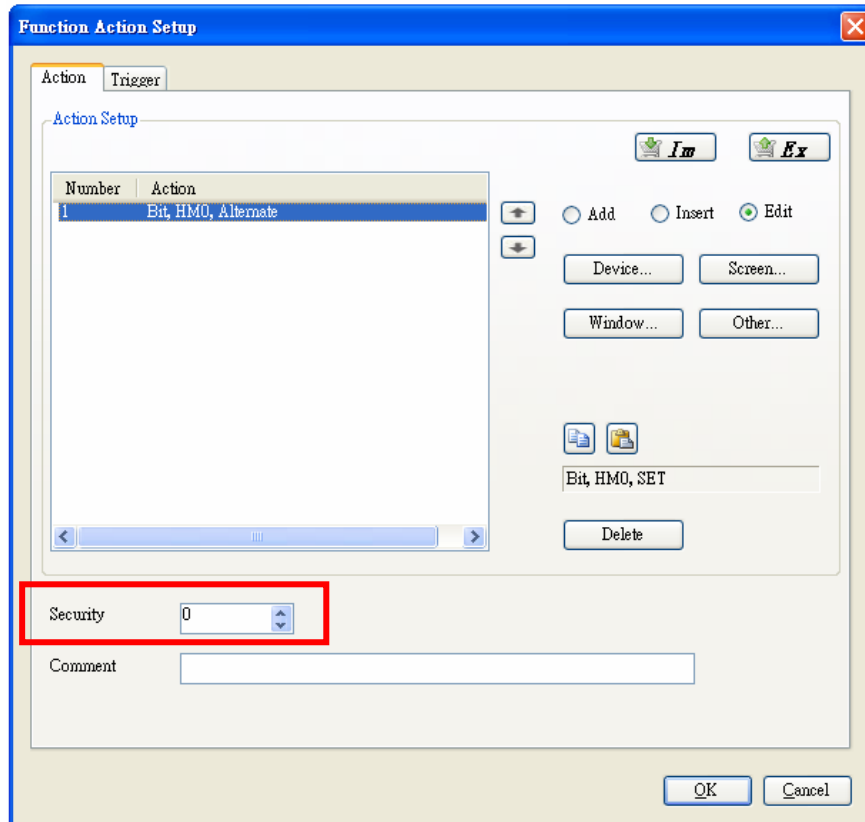 Function Action Setup
Action Trigger
Action Setup
Im Ex
Number Action
1 Bit, HM0, Alternate
Add Insert Edit
Device... Screen...
Window... Other...
Bit, HM0, SET
Delete
Security 0
Comment
OK Cancel